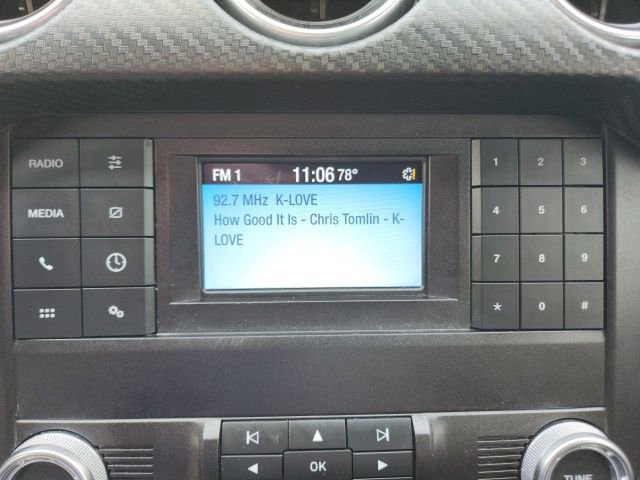 RADIO
MEDIA
FM 1 11:06 78°
92.7 MHz K-LOVE
How Good It Is - Chris Tomlin - K-
LOVE
1 2 3
4 5 6
7 8 9
* 0 #
OK
TUNE